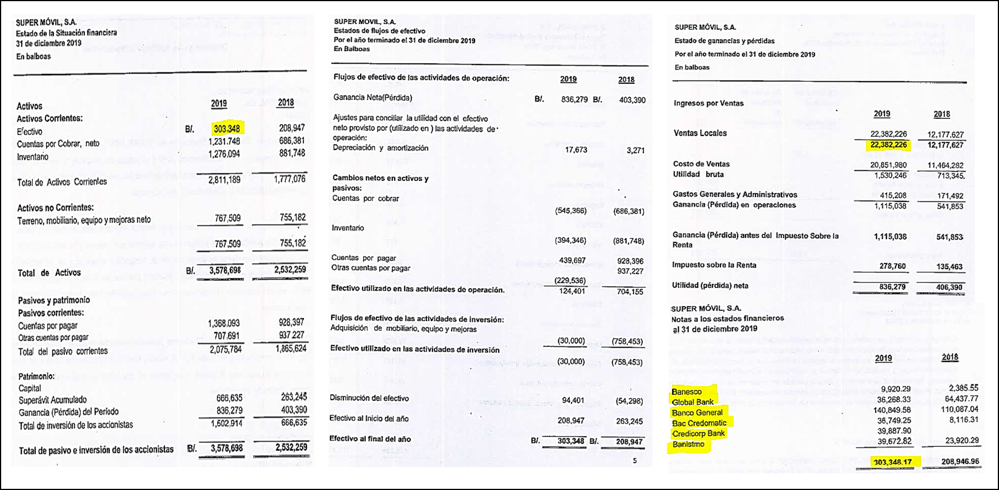 SUPER MÓVIL, S.A.
Estado de la Situación financiera
31 de diciembre 2019
En balboas
2019 2018
Activos
Activos Corrientes:
Efectivo B/. 303,348 208,947
Cuentas por Cobrar, neto 1,231.748 686,381
Inventario 1,276,094 881,748
Total de Activos Corrientes 2,811,189 1,777,076
Activos no Corrientes:
Terreno, mobiliario, equipo y mejoras neto 767,509 755,182
767,509 755,182
Total de Activos B/. 3,578,698 2,532,259
Pasivos y patrimonio
Pasivos corrientes:
Cuentas por pagar 1,368,093 928,397
Otras cuentas por pagar 707,691 937,227
Total del pasivo corrientes 2,075,784 1,865,624
Patrimonio:
Capital
Superávit Acumulado 666,635 263,245
Ganancia (Pérdida) del Período 836,279 403,390
Total de inversión de los accionistas 1,502,914 666,635
Total de pasivo e inversión de los accionistas B/. 3,578,698 2,532,259
SUPER MOVIL, S.A.
Estados de flujos de efectivo
Por el año terminado el 31 de diciembre 2019
En Balboas
Flujos de efectivo de las actividades de operación: 2019 2018
Ganancia Neta(Pérdida) B/. 836,279 B/. 403,390
Ajustes para conciliar la utilidad con el efectivo
neto provisto por (utilizado en ) las actividades de
operación:
Depreciación y amortización 17,673 3,271
Cambios netos en activos y
pasivos:
Cuentas por cobrar
(545,366) (686,381)
Inventario
(394,346) (881,748)
Cuentas por pagar 439,697 928,396
Otras cuentas por pagar 937,227
(229,536)
Efectivo utilizado en las actividades de operación. 124,401 704,155
Flujos de efectivo de las actividades de inversión:
Adquisición de mobiliario, equipo y mejoras
(30,000) (758,453)
Efectivo utilizado en las actividades de inversión
(30,000) (758,453)
Disminución del efectivo 94,401 (54,298)
Efectivo al Inicio del año 208,947 263,245
Efectivo al final del año B/. 303,348 B/. 208,947
5
SUPER MÓVIL, S.A.
Estado de ganancias y pérdidas
Por el año terminado el 31 de diciembre 2019
En balboas
Ingresos por Ventas
2019 2018
Ventas Locales 22,382,226 12,177,627
22,382,226 12,177,627
Costo de Ventas 20,851,980 11,464,282
Utilidad bruta 1,530,246 713,345.
Gastos Generales y Administrativos 415,208 171,492
Ganancia (Pérdida) en operaciones 1,115,038 541,853
Ganancia (Pérdida) antes del Impuesto Sobre la 1,115,038 541,853
Renta
Impuesto sobre la Renta 278,760 135,463
Utilidad (pérdida) neta 836,279 406,390
SUPER MÓVIL, S.A.
Notas a los estados financieros
al 31 de diciembre 2019
2019 2018
Banesco 9,920.29 2,385.55
Global Bank 36,268.33 64,437.77
Banco General 140,849.58 110,087.04
Bac Credomatic 36,749.25 8,116.31
Credicorp Bank 39,887.90
Banistmo 39,672.82 23,920.29
303,348.17 208,946.96